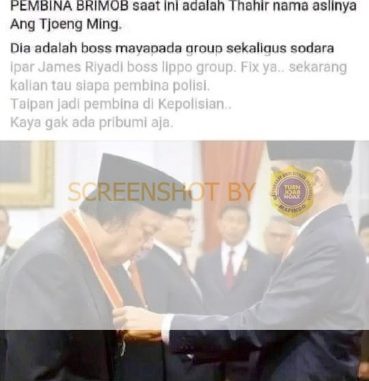 PEMBINA BRIMOB saat ini adalah Thahir nama aslinya
Ang Tjoeng Ming.
Dia adalah boss mayapada group sekaligus sodara
ipar James Riyadi boss lippo group. Fix ya.. sekarang
kalian tau siapa pembina polisi.
Taipan jadi pembina di Kepolisian..
Kaya gak ada pribumi aja.
SCREENSHOT BY
TURN
BACK
HOAX